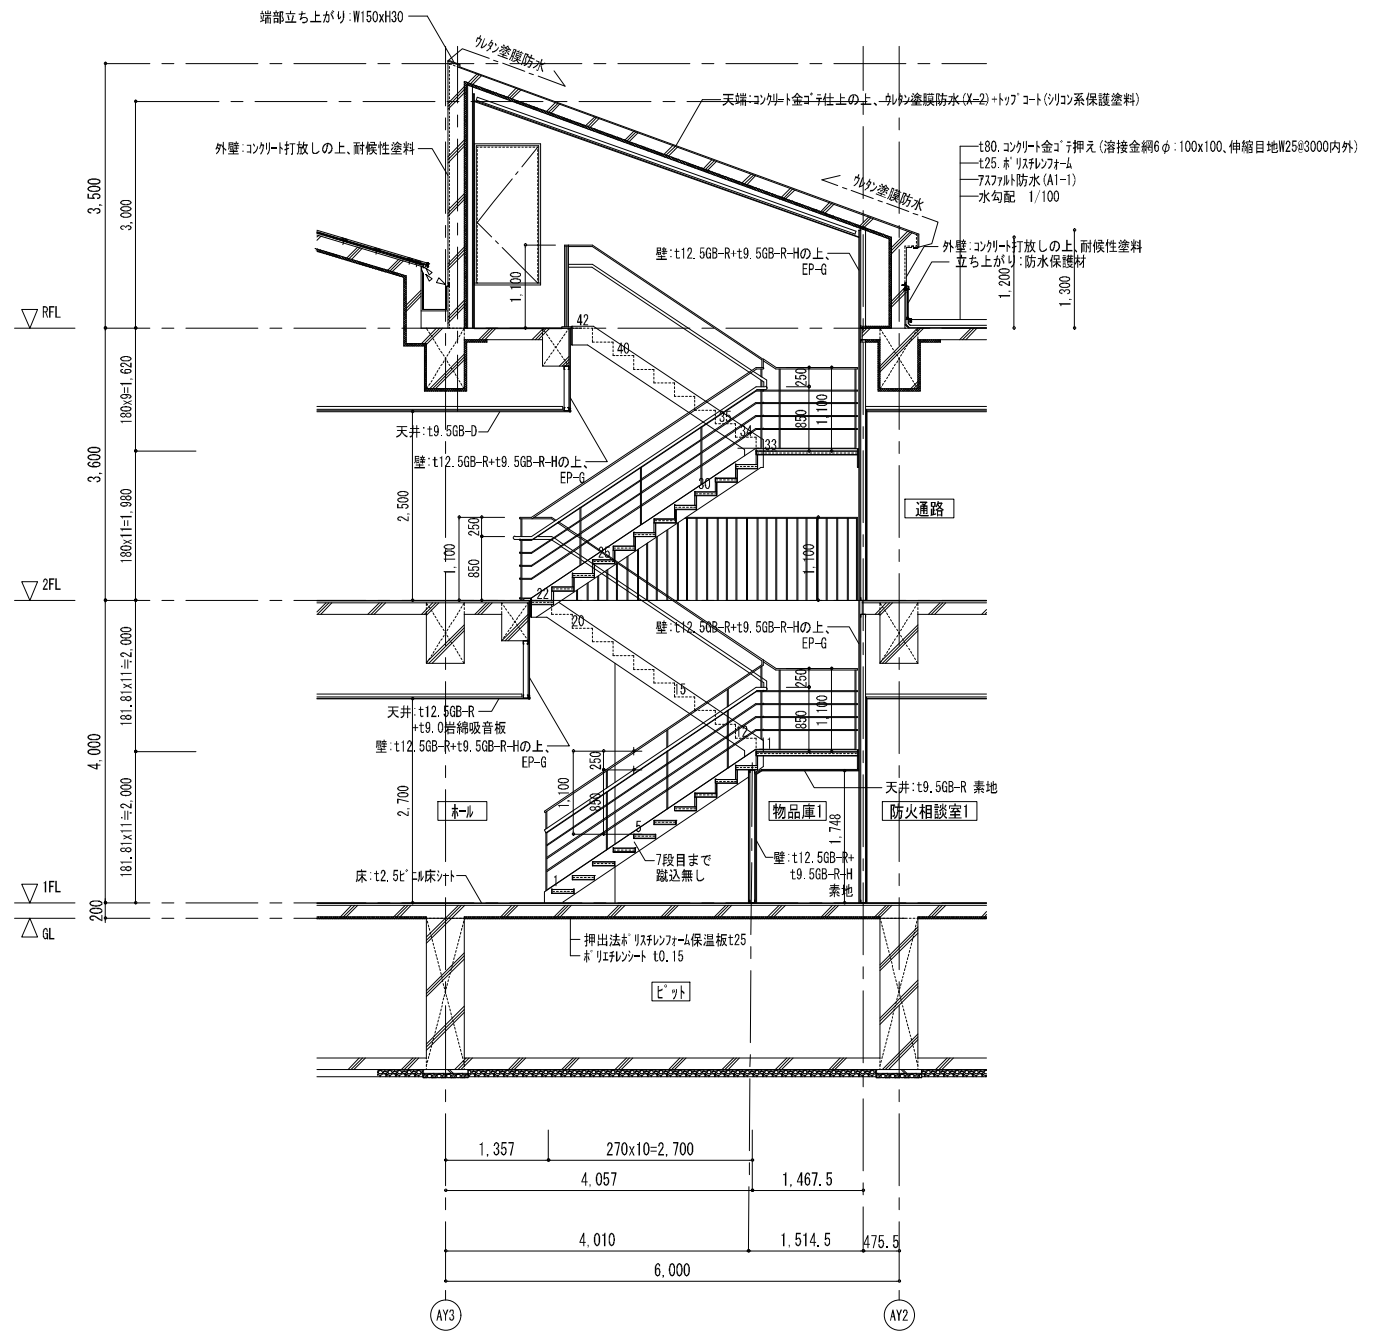 端部立ち上がり:W150xH30
ウレタン塗膜防水
天端:コンクリート金ゴテ仕上の上、ウレタン塗膜防水(X-2)+トップコート(シリコン系保護塗料)
外壁:コンクリート打放しの上、耐候性塗料
t80.コンクリート金ゴテ押え(溶接金網6φ:100x100、伸縮目地W25@3000内外)
t25.ポリスチレンフォーム
アスファルト防水(A1-1)
水勾配 1/100
ウレタン塗膜防水
外壁:コンクリート打放しの上、耐候性塗料
立ち上がり:防水保護材
壁:t12.5GB-R+t9.5GB-R-Hの上、
EP-G
3,500
3,000
1,100
1,200
1,300
RFL
42
40
35
34
33
30
25
22
250
850
1,100
180x9=1,620
天井:t9.5GB-D
壁:t12.5GB-R+t9.5GB-R-Hの上、
EP-G
3,600
180x11=1,980
2,500
1,100
250
850
1,100
通路
2FL
20
15
12
11
5
1
壁:t12.5GB-R+t9.5GB-R-Hの上、
EP-G
250
850
1,100
天井:t12.5GB-R
+t9.0岩綿吸音板
壁:t12.5GB-R+t9.5GB-R-Hの上、
EP-G
4,000
181.81x11≒2,000
181.81x11=2,000
2,700
1,100
250
850
天井:t9.5GB-R 素地
ホール
物品庫1
防火相談室1
1,748
7段目まで
蹴込無し
壁:t12.5GB-R+
t9.5GB-R-H
素地
床:t2.5ビニル床シート
1FL
200
GL
押出法ポリスチレンフォーム保温板t25
ポリエチレンシート t0.15
ピット
1,357
270x10=2,700
4,057
1,467.5
4,010
1,514.5
475.5
6,000
AY3
AY2